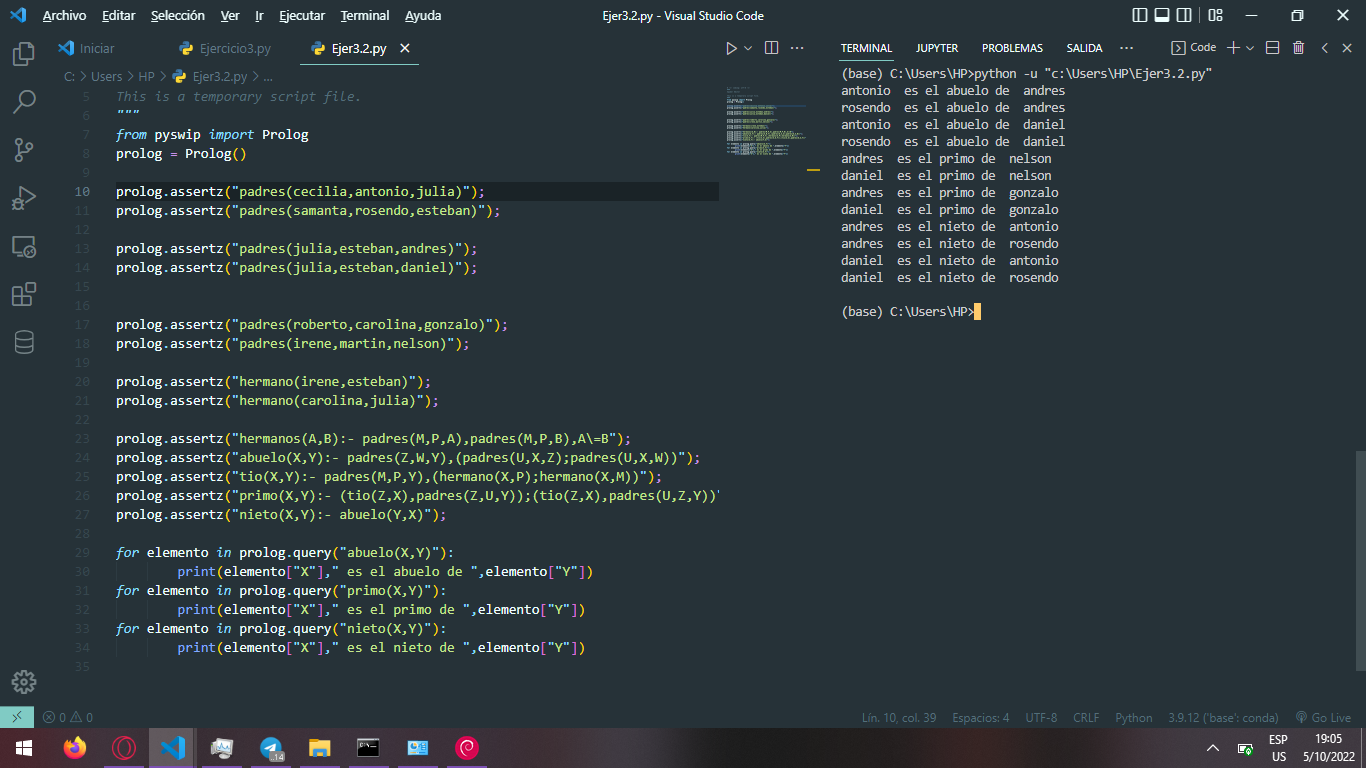 Archivo Editar Selección Ver Ir Ejecutar Terminal Ayuda
Ejer3.2.py - Visual Studio Code
Iniciar
Ejercicio3.py
Ejer3.2.py
C: > Users > HP > Ejer3.2.py > ...
5 This is a temporary script file.
6 """
7 from pyswip import Prolog
8 prolog = Prolog()
9
10 prolog.assertz("padres(cecilia,antonio,julia)");
11 prolog.assertz("padres(samanta,rosendo,esteban)");
12
13 prolog.assertz("padres(julia,esteban,andres)");
14 prolog.assertz("padres(julia,esteban,daniel)");
15
16
17 prolog.assertz("padres(roberto,carolina,gonzalo)");
18 prolog.assertz("padres(irene,martin,nelson)");
19
20 prolog.assertz("hermano(irene,esteban)");
21 prolog.assertz("hermano(carolina,julia)");
22
23 prolog.assertz("hermanos(A,B):- padres(M,P,A),padres(M,P,B),A\=B");
24 prolog.assertz("abuelo(X,Y):- padres(Z,W,Y),(padres(U,X,Z);padres(U,X,W))");
25 prolog.assertz("tio(X,Y):- padres(M,P,Y),(hermano(X,P);hermano(X,M))");
26 prolog.assertz("primo(X,Y):- (tio(Z,X),padres(Z,U,Y));(tio(Z,X),padres(U,Z,Y))"
27 prolog.assertz("nieto(X,Y):- abuelo(Y,X)");
28
29 for elemento in prolog.query("abuelo(X,Y)"):
30 print(elemento["X"]," es el abuelo de ",elemento["Y"])
31 for elemento in prolog.query("primo(X,Y)"):
32 print(elemento["X"]," es el primo de ",elemento["Y"])
33 for elemento in prolog.query("nieto(X,Y)"):
34 print(elemento["X"]," es el nieto de ",elemento["Y"])
35
TERMINAL JUPYTER PROBLEMAS SALIDA ··· Code
(base) C:\Users\HP>python -u "c:\Users\HP\Ejer3.2.py"
antonio  es el abuelo de  andres
rosendo  es el abuelo de  andres
antonio  es el abuelo de  daniel
rosendo  es el abuelo de  daniel
andres  es el primo de  nelson
daniel  es el primo de  nelson
andres  es el primo de  gonzalo
daniel  es el primo de  gonzalo
andres  es el nieto de  antonio
andres  es el nieto de  rosendo
daniel  es el nieto de  antonio
daniel  es el nieto de  rosendo
(base) C:\Users\HP>
0 0
Lín. 10, col. 39 Espacios: 4 UTF-8 CRLF Python 3.9.12 ('base': conda) Go Live
14
ESP
US
19:05
5/10/2022